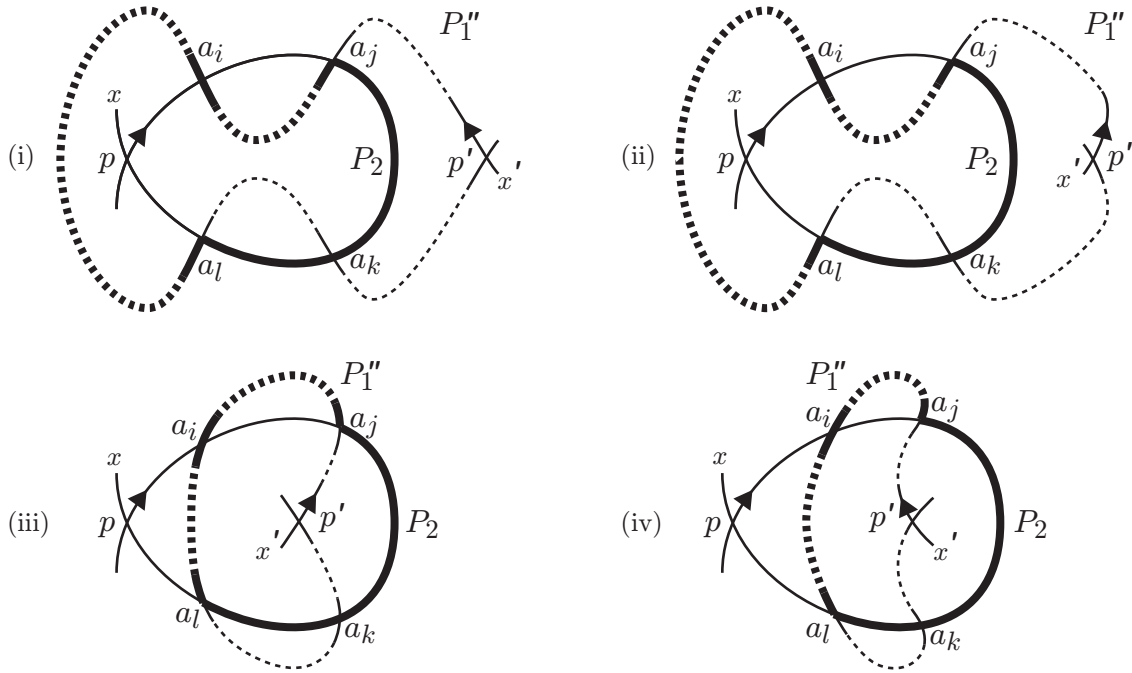 P₁″ P₁″
aᵢ aⱼ aᵢ aⱼ
x x
(i) p P₂ p′ x′ (ii) p P₂ x′ p′
aₗ aₖ aₗ aₖ
P₁″ P₁″
aᵢ aⱼ aᵢ aⱼ
x x
(iii) p x′ p′ P₂ (iv) p p′ x′ P₂
aₗ aₖ aₗ aₖ